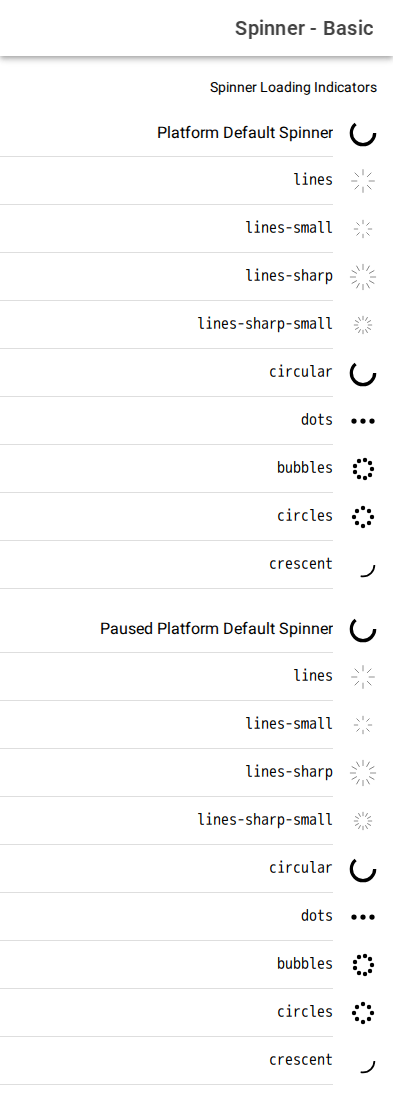 Spinner - Basic
Spinner Loading Indicators
Platform Default Spinner
lines
lines-small
lines-sharp
lines-sharp-small
circular
dots
bubbles
circles
crescent
Paused Platform Default Spinner
lines
lines-small
lines-sharp
lines-sharp-small
circular
dots
bubbles
circles
crescent